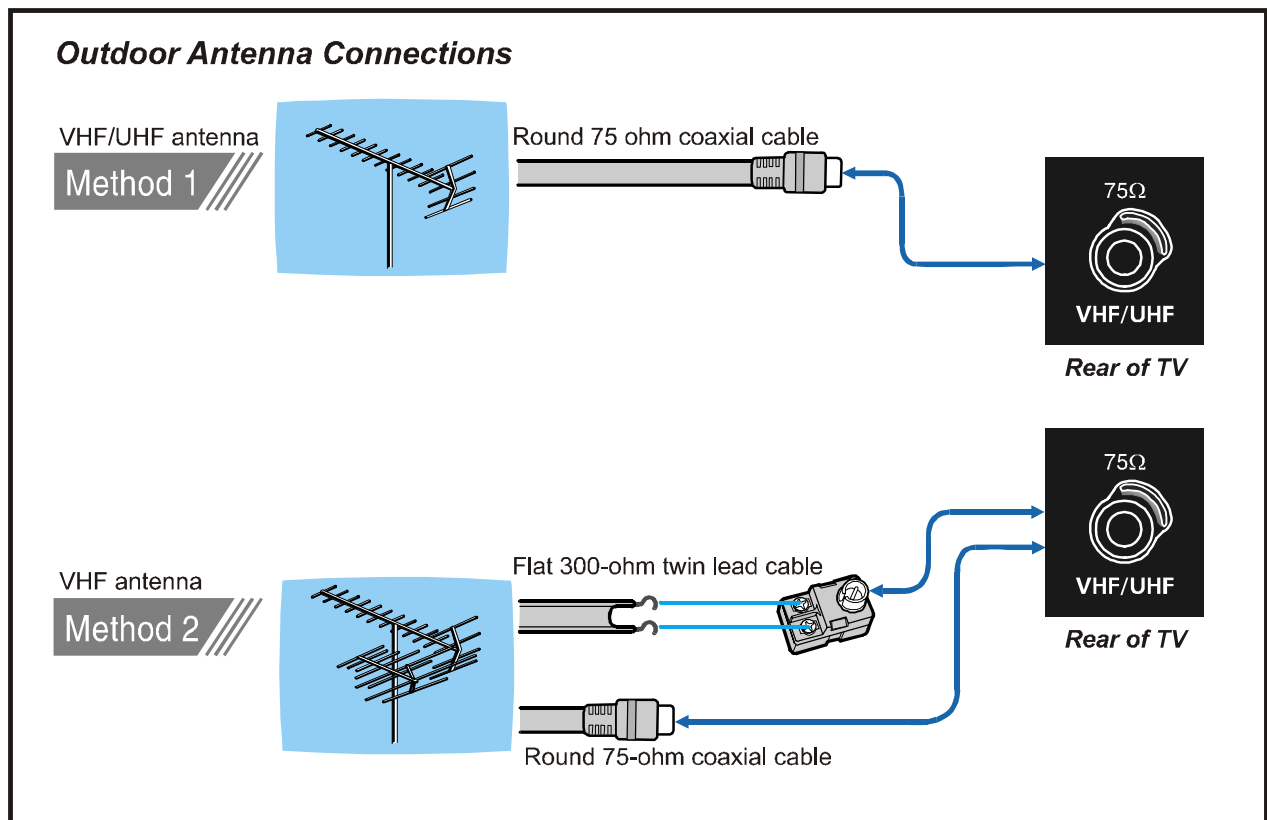 Outdoor Antenna Connections
VHF/UHF antenna
Method 1
Round 75 ohm coaxial cable
75Ω
VHF/UHF
Rear of TV
VHF antenna
Method 2
Flat 300-ohm twin lead cable
Round 75-ohm coaxial cable
75Ω
VHF/UHF
Rear of TV